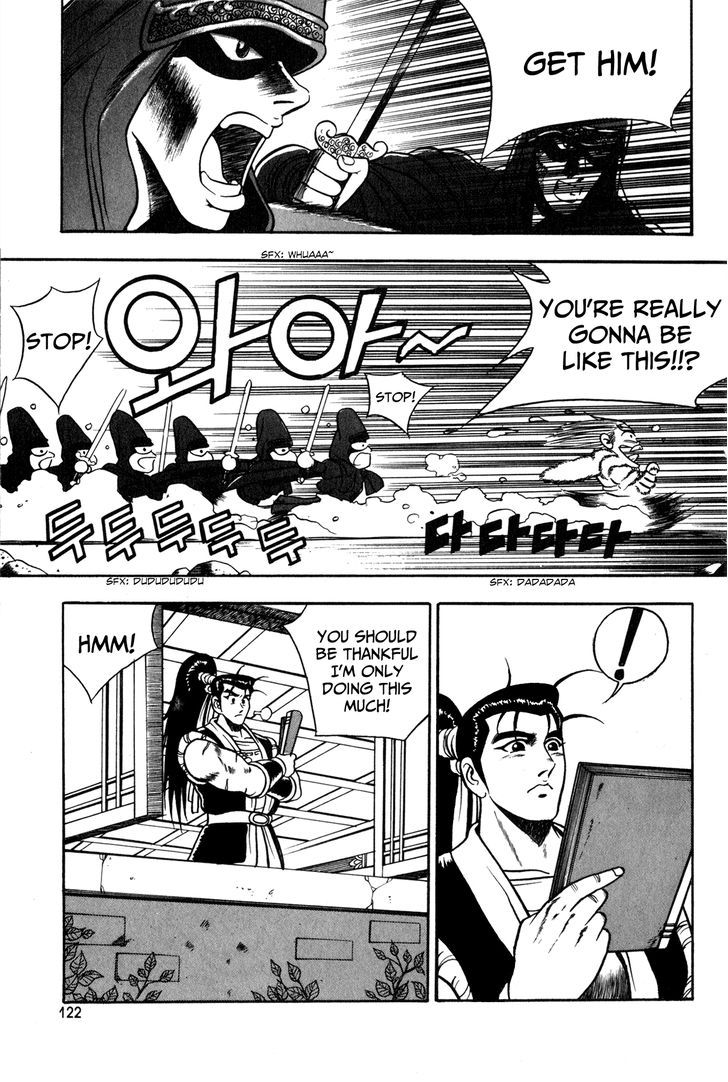 GET HIM!
SFX: WHUAAA~
STOP!
와아~
STOP!
YOU'RE REALLY
GONNA BE
LIKE THIS!!?
두두두두두
다다다다
SFX: DUDUDUDUDU
SFX: DADADADA
HMM!
YOU SHOULD
BE THANKFUL
I'M ONLY
DOING THIS
MUCH!
!
122